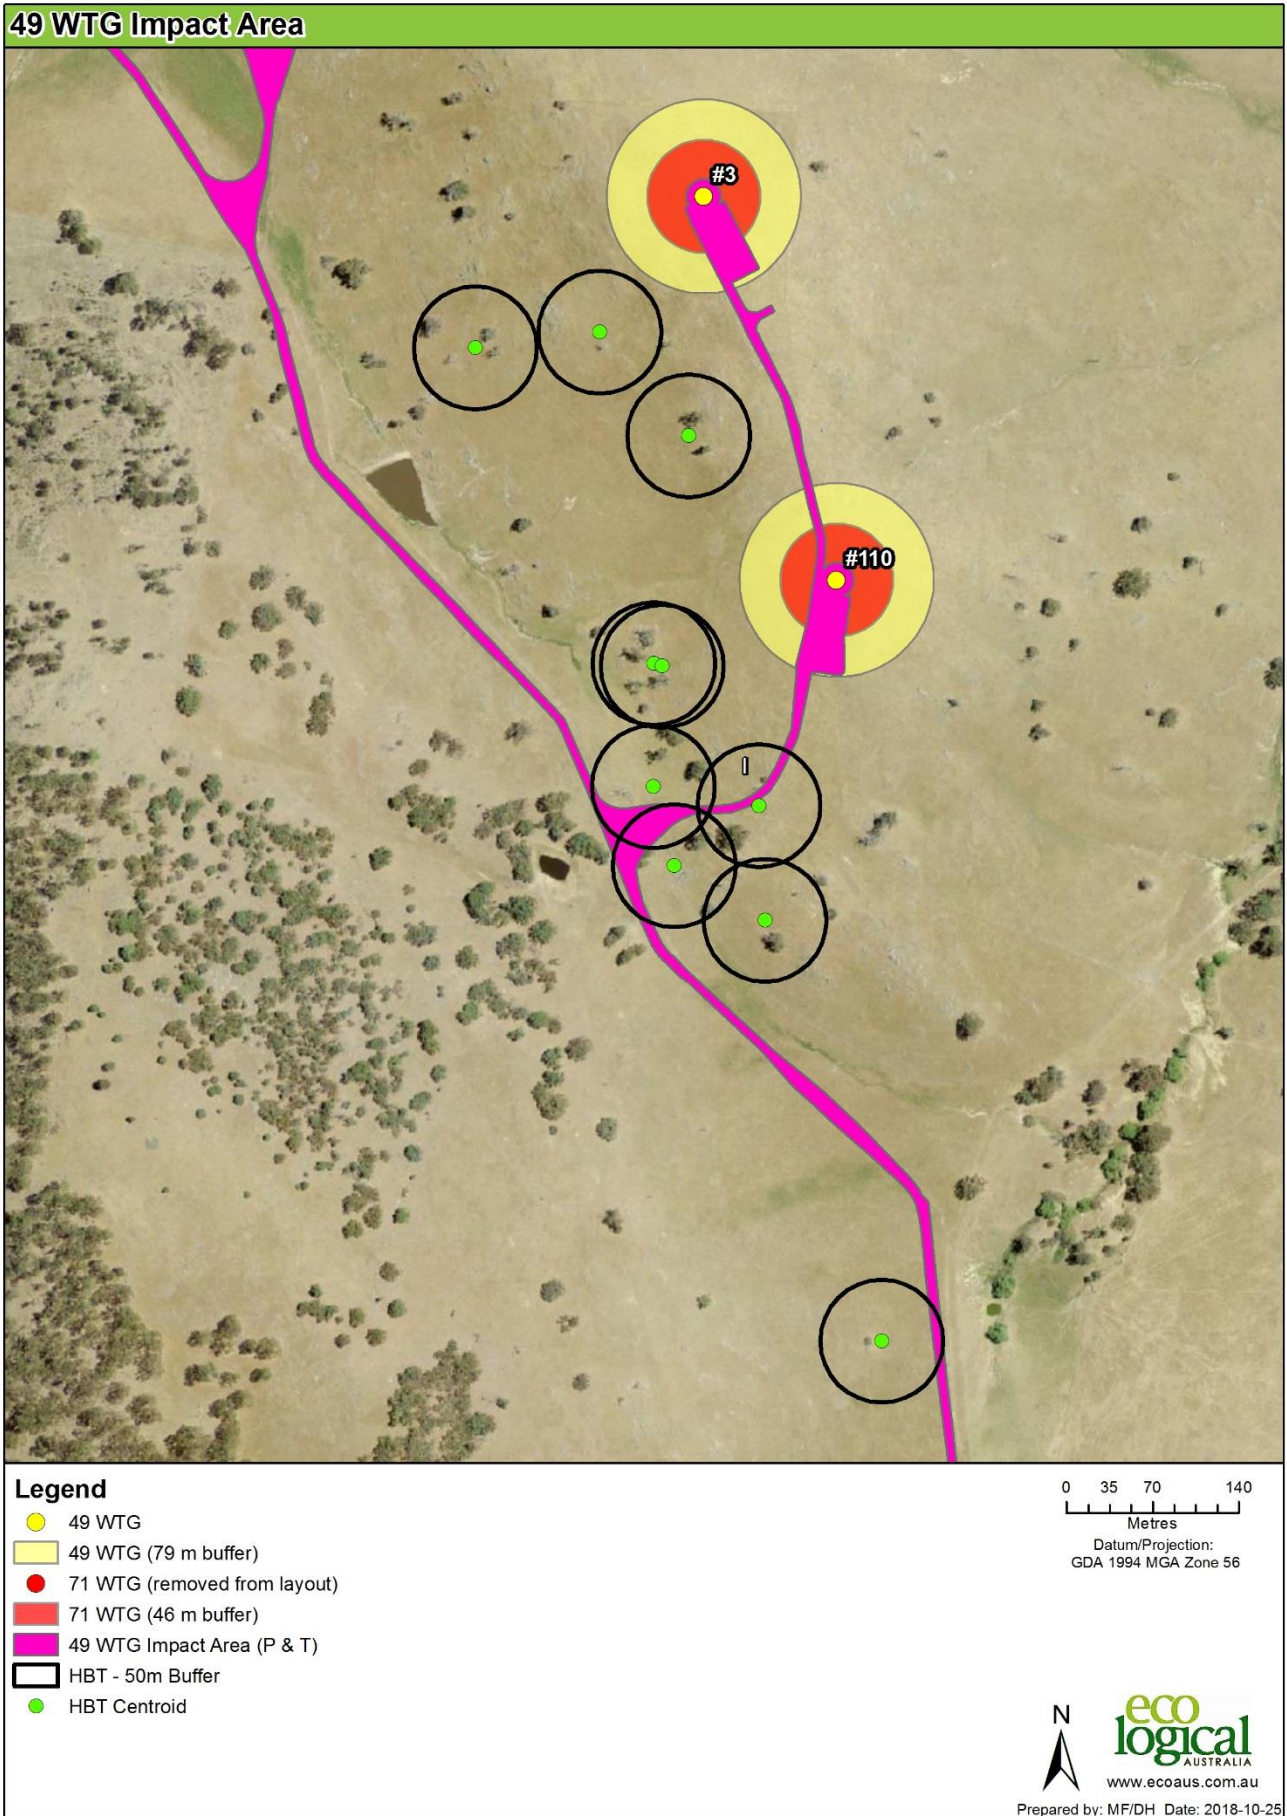 49 WTG Impact Area
#3
#110
I
Legend
49 WTG
49 WTG (79 m buffer)
71 WTG (removed from layout)
71 WTG (46 m buffer)
49 WTG Impact Area (P & T)
HBT - 50m Buffer
HBT Centroid
0 35 70 140
Metres
Datum/Projection:
GDA 1994 MGA Zone 56
N
eco
logical
AUSTRALIA
www.ecoaus.com.au
Prepared by: MF/DH Date: 2018-10-25